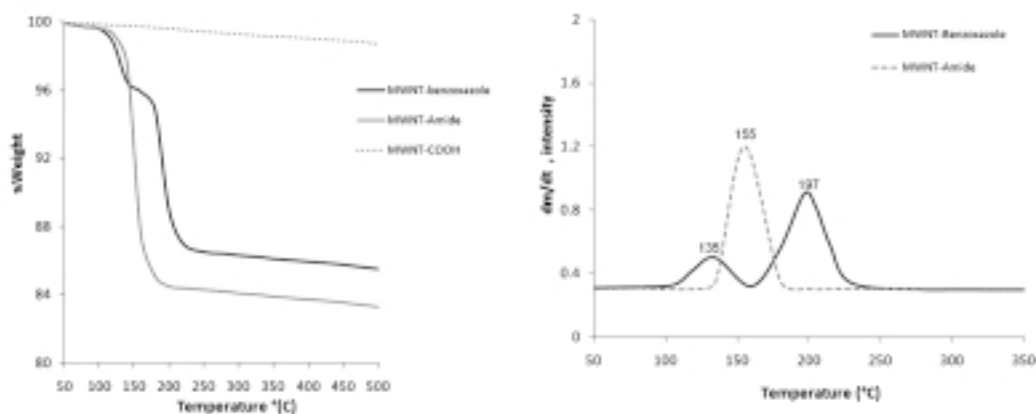 100
96
92
88
84
80
%Weight
50 100 150 200 250 300 350 400 450 500
Temperature °(C)
MWNT-benzoxazole
MWNT-Amide
MWNT-COOH
2
1.6
1.2
0.8
0.4
0
dm/dt , intensity
50 100 150 200 250 300 350
Temperature (°C)
MWNT-Benzoxazole
MWNT-Amide
135
155
197